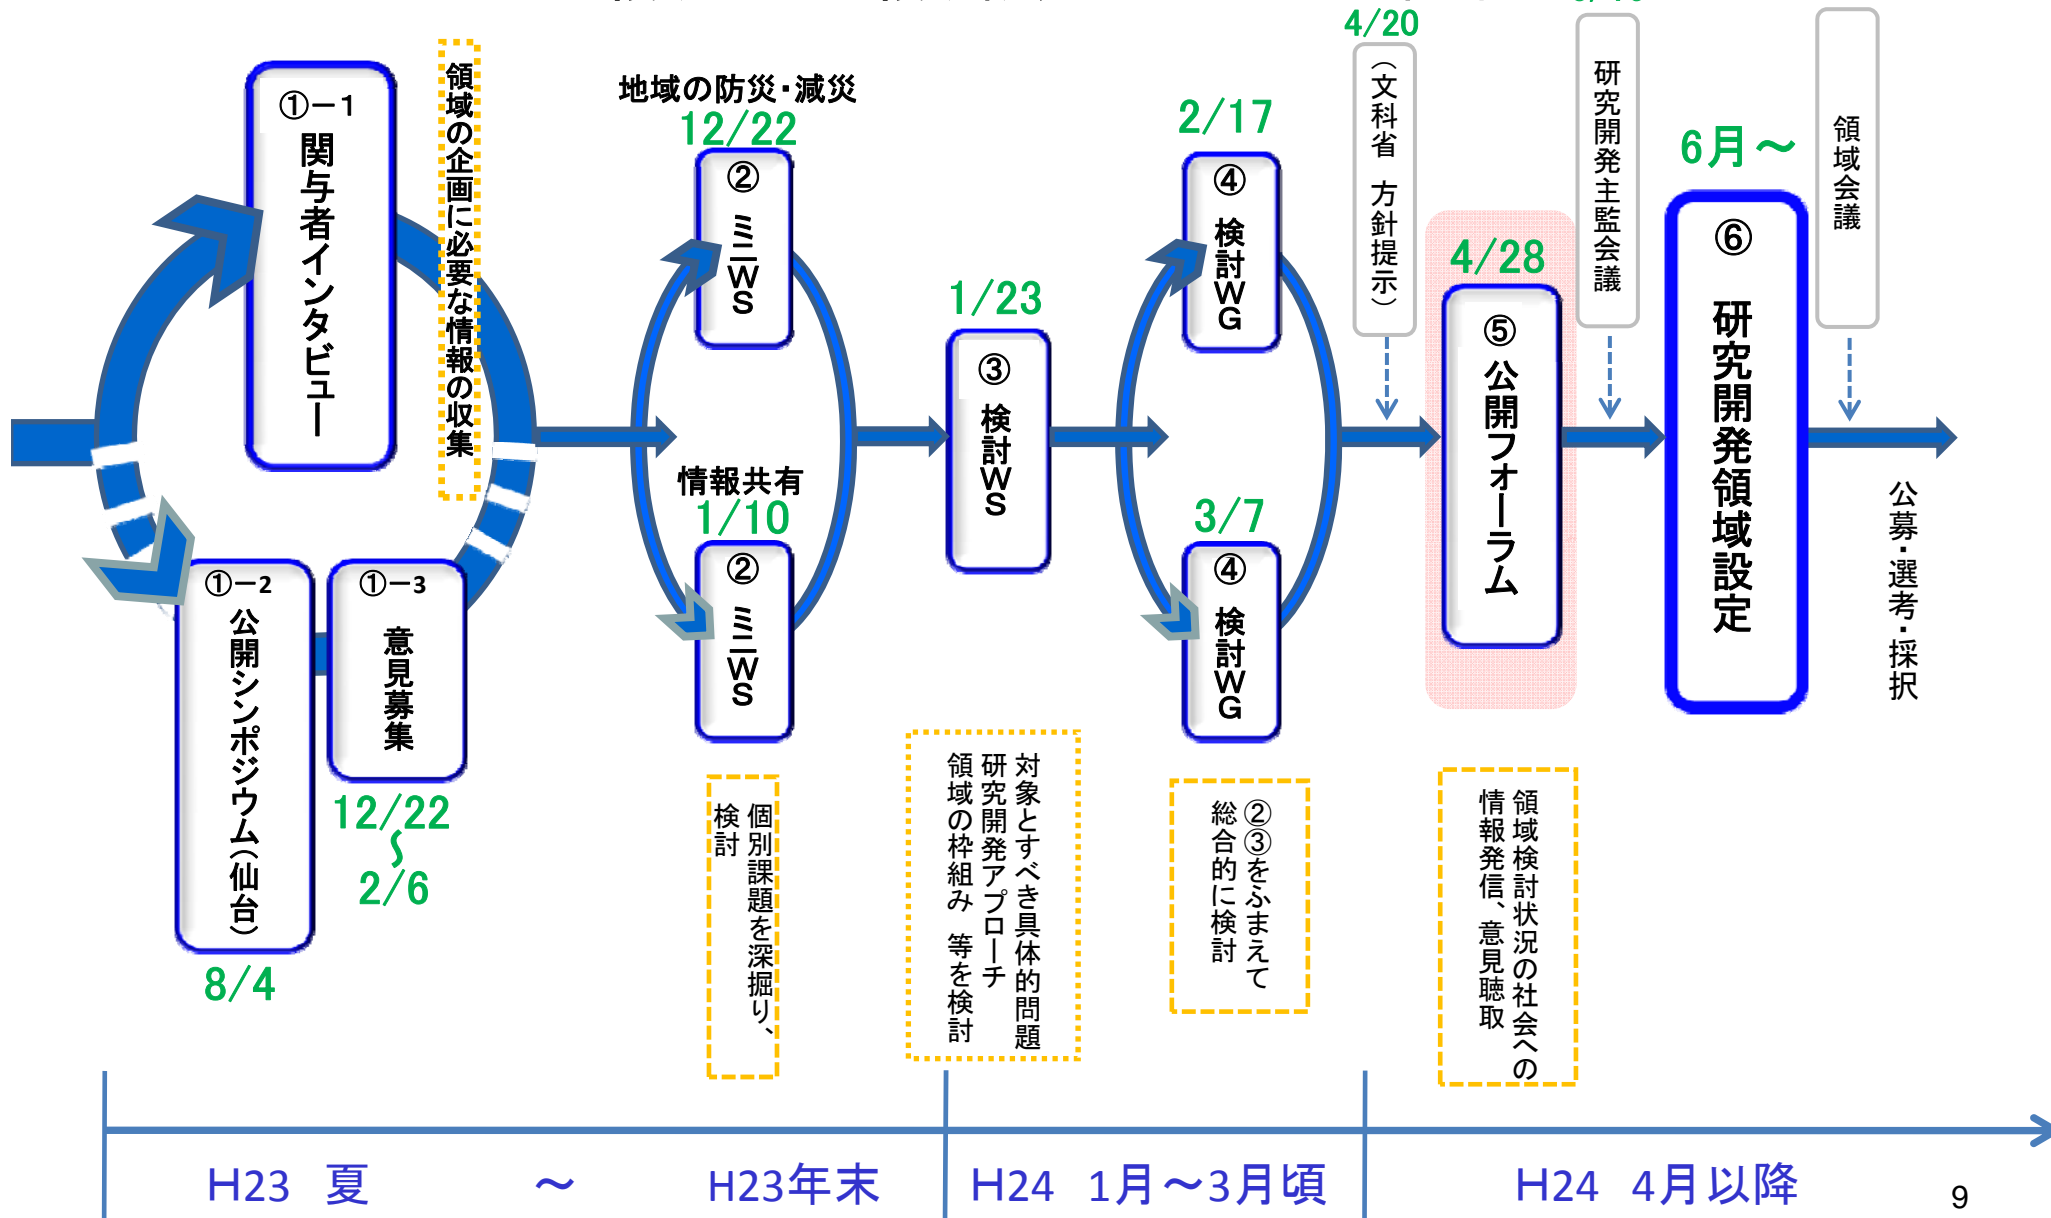 4/20
①－1
関与者インタビュー
領域の企画に必要な情報の収集
①－2
公開シンポジウム（仙台）
8/4
①－3
意見募集
12/22
～
2/6
地域の防災・減災
12/22
②
ミニWS
情報共有
1/10
②
ミニWS
個別課題を深掘り、
検討
1/23
③
検討WS
対象とすべき具体的問題
研究開発アプローチ
領域の枠組み 等を検討
2/17
④
検討WG
3/7
④
検討WG
②③をふまえて
総合的に検討
（文科省 方針提示）
4/28
⑤
公開フォーラム
領域検討状況の社会への
情報発信、意見聴取
研究開発主監会議
6月～
⑥
研究開発領域設定
領域会議
公募・選考・採択
H23 夏 ～ H23年末
H24 1月～3月頃
H24 4月以降
9